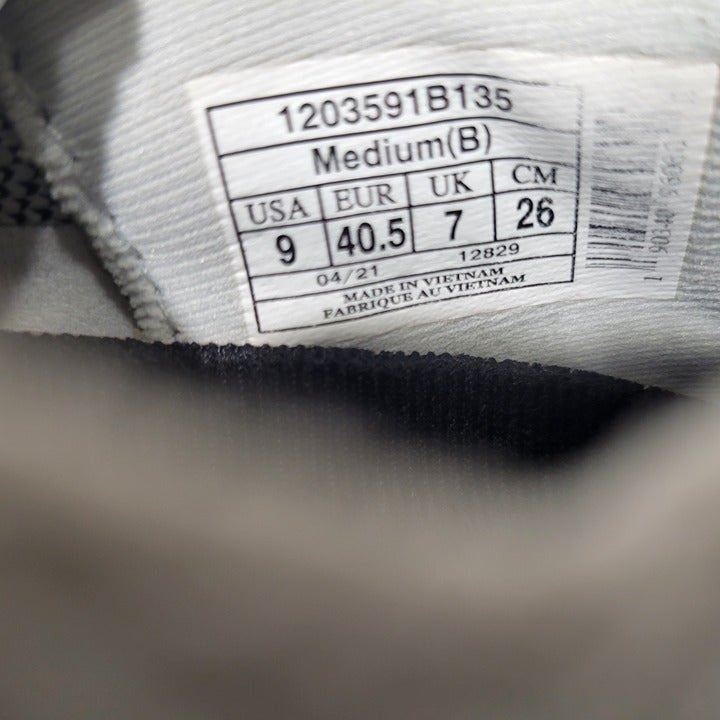 1203591B135
Medium(B)
USA EUR UK CM
9 40.5 7 26
04/21 12829
MADE IN VIETNAM
FABRIQUE AU VIETNAM